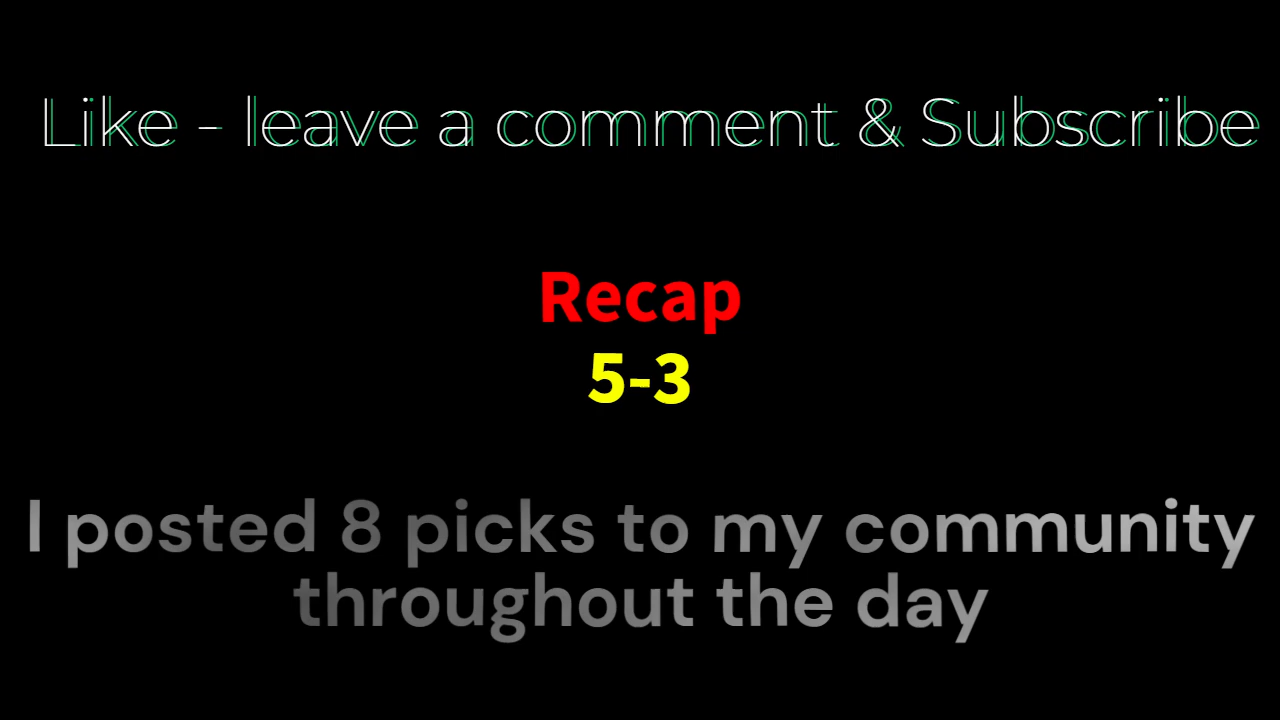 Like - leave a comment & Subscribe
Recap
5-3
I posted 8 picks to my community
throughout the day